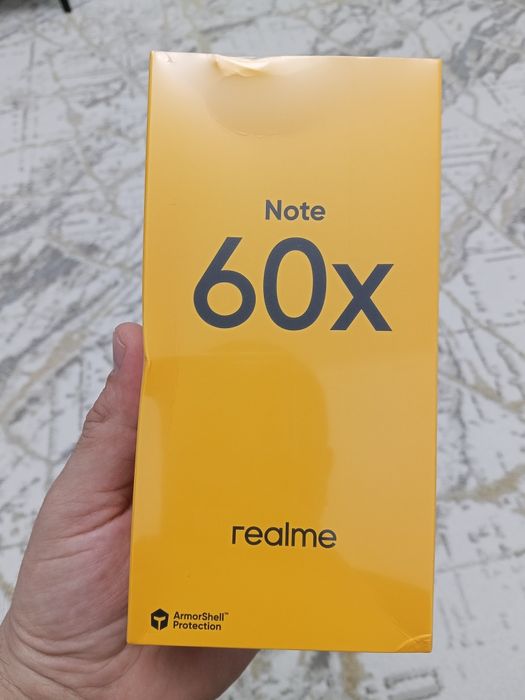 Note
60x
realme
ArmorShell™
Protection